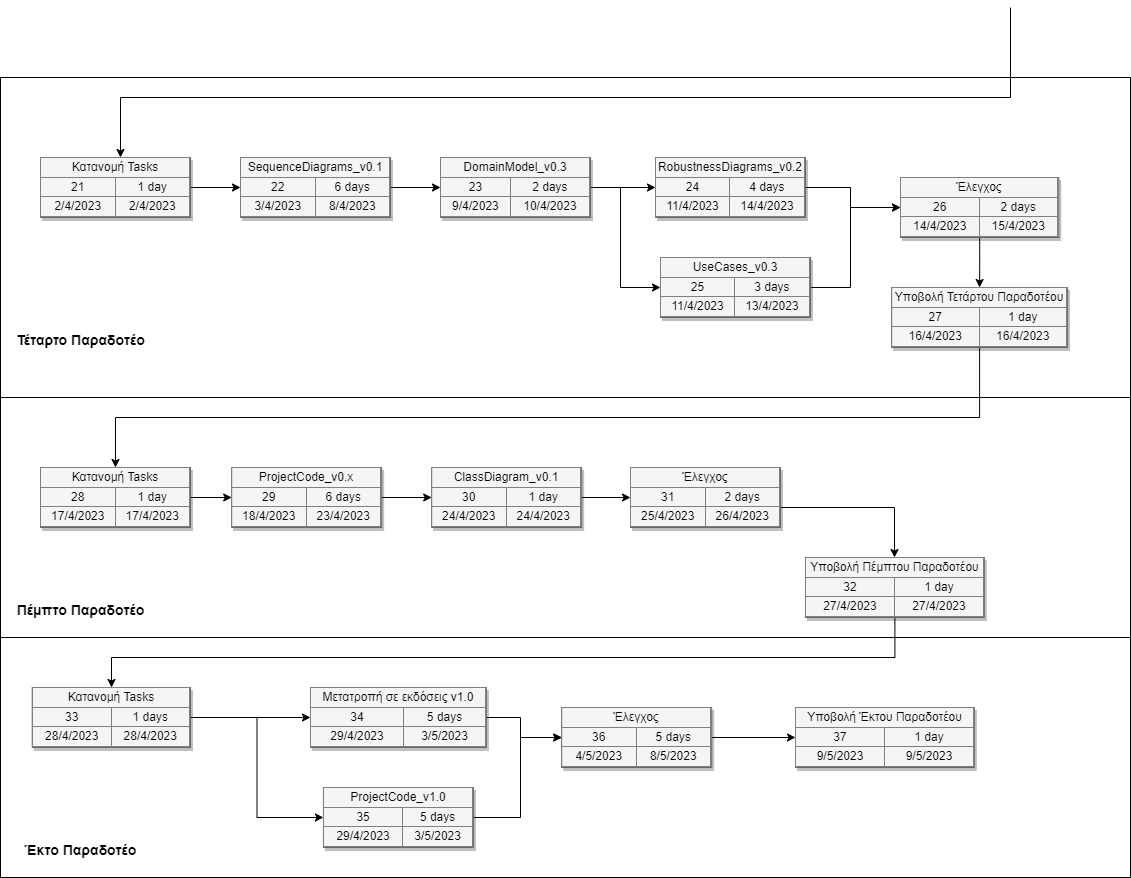 Κατανομή Tasks
21 1 day
2/4/2023 2/4/2023
SequenceDiagrams_v0.1
22 6 days
3/4/2023 8/4/2023
DomainModel_v0.3
23 2 days
9/4/2023 10/4/2023
RobustnessDiagrams_v0.2
24 4 days
11/4/2023 14/4/2023
Έλεγχος
26 2 days
14/4/2023 15/4/2023
UseCases_v0.3
25 3 days
11/4/2023 13/4/2023
Υποβολή Τετάρτου Παραδοτέου
27 1 day
16/4/2023 16/4/2023
Τέταρτο Παραδοτέο
Κατανομή Tasks
28 1 day
17/4/2023 17/4/2023
ProjectCode_v0.x
29 6 days
18/4/2023 23/4/2023
ClassDiagram_v0.1
30 1 day
24/4/2023 24/4/2023
Έλεγχος
31 2 days
25/4/2023 26/4/2023
Υποβολή Πέμπτου Παραδοτέου
32 1 day
27/4/2023 27/4/2023
Πέμπτο Παραδοτέο
Κατανομή Tasks
33 1 days
28/4/2023 28/4/2023
Μετατροπή σε εκδόσεις v1.0
34 5 days
29/4/2023 3/5/2023
Έλεγχος
36 5 days
4/5/2023 8/5/2023
Υποβολή Έκτου Παραδοτέου
37 1 day
9/5/2023 9/5/2023
ProjectCode_v1.0
35 5 days
29/4/2023 3/5/2023
Έκτο Παραδοτέο